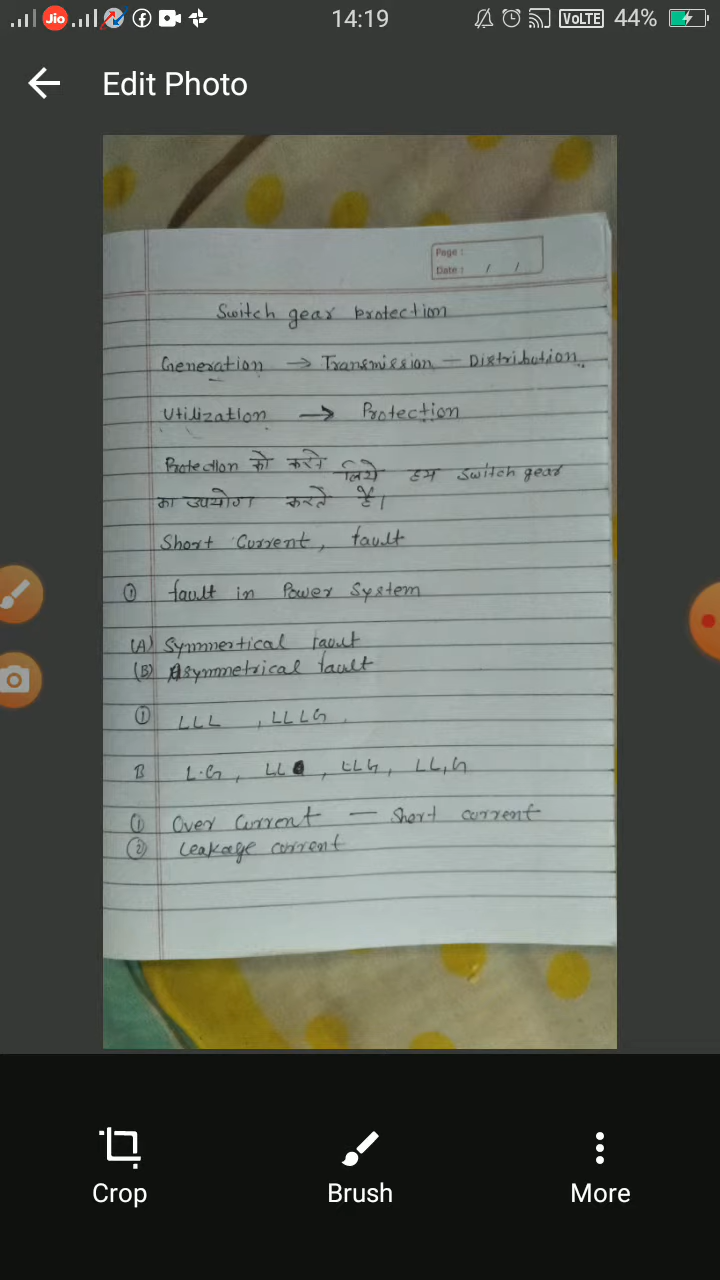 Jio
14:19
VoLTE
44%
Edit Photo
Page :
Date : / /
Switch gear protection
Generation → Transmission — Distribution
Utilization → Protection
Protection को करने लिये हम switch gear
का उपयोग करते हैं।
Short Current, fault
① fault in Power System
(A) Symmertical fault
(B) Asymmetrical fault
① LLL , LLLG
B L.G, LL, LLG, LL,G
① Over Current — Short current
② Leakage current
Crop
Brush
More